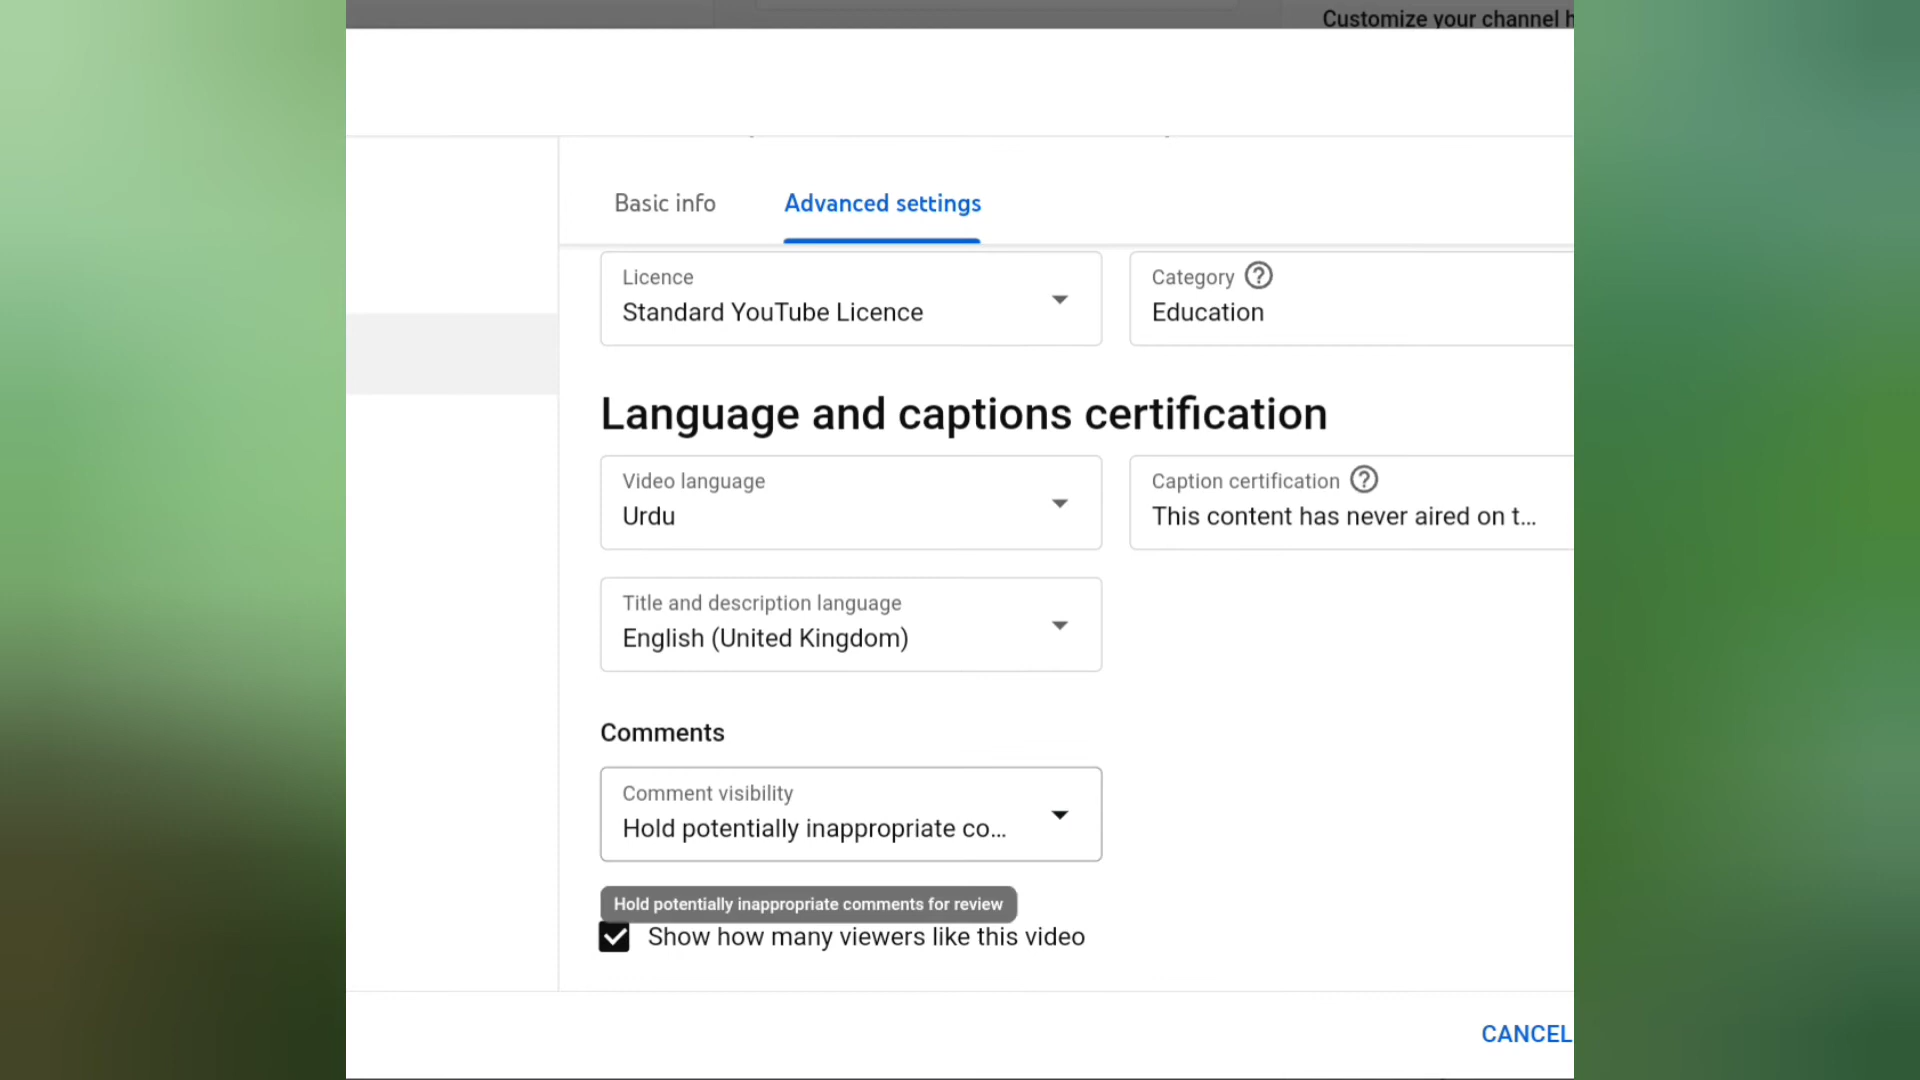 Customize your channel h
Basic info
Advanced settings
Licence
Standard YouTube Licence
Category
Education
Language and captions certification
Video language
Urdu
Caption certification
This content has never aired on t...
Title and description language
English (United Kingdom)
Comments
Comment visibility
Hold potentially inappropriate co...
Hold potentially inappropriate comments for review
Show how many viewers like this video
CANCEL